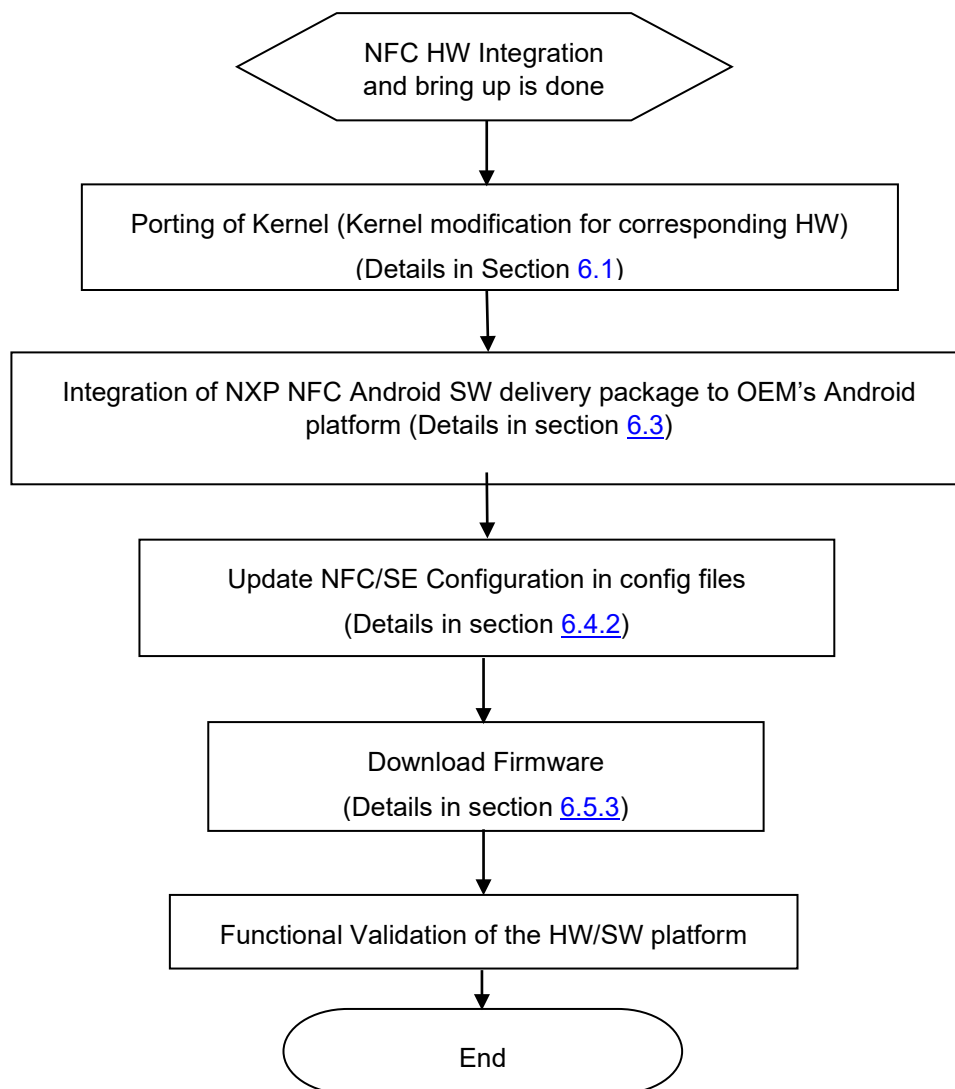 NFC HW Integration
and bring up is done
Porting of Kernel (Kernel modification for corresponding HW)
(Details in Section 6.1)
Integration of NXP NFC Android SW delivery package to OEM’s Android
platform (Details in section 6.3)
Update NFC/SE Configuration in config files
(Details in section 6.4.2)
Download Firmware
(Details in section 6.5.3)
Functional Validation of the HW/SW platform
End